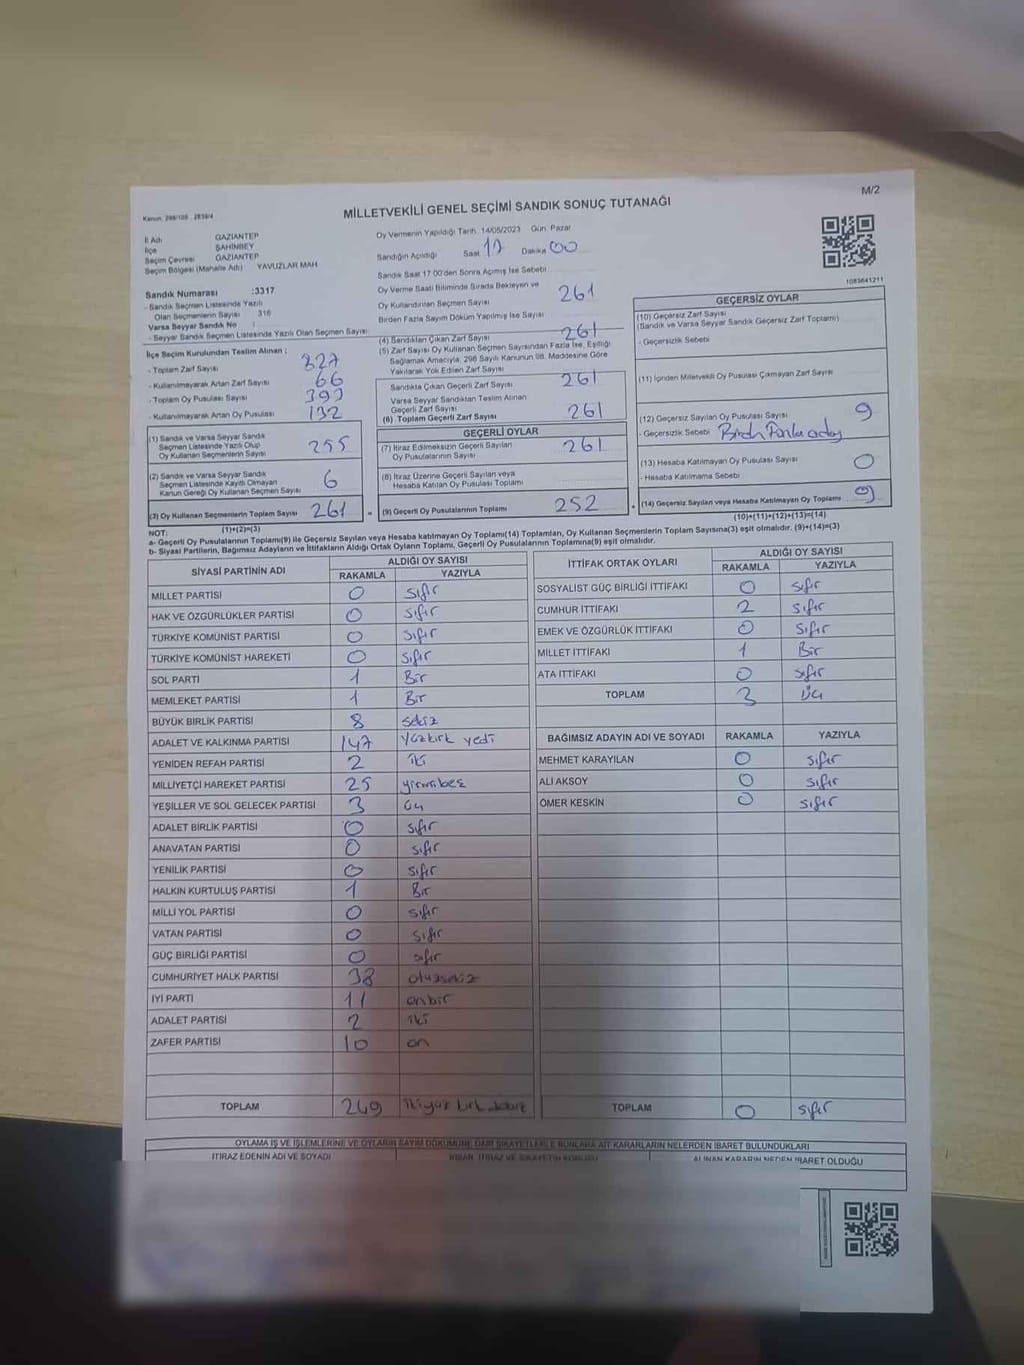 M/2
Kanun: 298/105 , 2839/4
MİLLETVEKİLİ GENEL SEÇİMİ SANDIK SONUÇ TUTANAĞI
İl Adı GAZİANTEP
İlçe ŞAHİNBEY
Seçim Çevresi GAZİANTEP
Seçim Bölgesi (Mahalle Adı) YAVUZLAR MAH
Sandık Numarası :3317
- Sandık Seçmen Listesinde Yazılı
Olan Seçmenlerin Sayısı 316
Varsa Seyyar Sandık No :
- Seyyar Sandık Seçmen Listesinde Yazılı Olan Seçmen Sayısı
İlçe Seçim Kurulundan Teslim Alınan ;
- Toplam Zarf Sayısı 327
- Kullanılmayarak Artan Zarf Sayısı 66
- Toplam Oy Pusulası 393
- Kullanılmayarak Artan Oy Pusulası 132
(1) Sandık ve Varsa Seyyar Sandık
Seçmen Listesinde Yazılı Olup
Oy Kullanan Seçmenlerin Sayısı 255
(2) Sandık ve Varsa Seyyar Sandık
Seçmen Listesinde Kayıtlı Olmayan
Kanun Gereği Oy Kullanan Seçmen Sayısı 6
(3) Oy Kullanan Seçmenlerin Toplam Sayısı 261
(1)+(2)=(3)
Oy Vermenin Yapıldığı Tarih :14/05/2023 Gün: Pazar
Sandığın Açıldığı Saat 17 Dakika 00
Sandık Saat 17:00'den Sonra Açılmış İse Sebebi
Oy Verme Saati Bitiminde Sırada Bekleyen ve
Oy Kullandırılan Seçmen Sayısı 261
Birden Fazla Sayım Döküm Yapılmış İse Sayısı
(4) Sandıktan Çıkan Zarf Sayısı 261
(5) Zarf Sayısı Oy Kullanan Seçmen Sayısından Fazla İse, Eşitliği
Sağlamak Amacıyla; 298 Sayılı Kanunun 98. Maddesine Göre
Yakılarak Yok Edilen Zarf Sayısı
Sandıkta Çıkan Geçerli Zarf Sayısı 261
Varsa Seyyar Sandıktan Teslim Alınan
Geçerli Zarf Sayısı
(6) Toplam Geçerli Zarf Sayısı 261
GEÇERLİ OYLAR
(7) İtiraz Edilmeksizin Geçerli Sayılan
Oy Pusulalarının Sayısı 261
(8) İtiraz Üzerine Geçerli Sayılan veya
Hesaba Katılan Oy Pusulası Toplamı
= (9) Geçerli Oy Pusulalarının Toplamı 252
1083641211
GEÇERSİZ OYLAR
(10) Geçersiz Zarf Sayısı
(Sandık ve Varsa Seyyar Sandık Geçersiz Zarf Toplamı)
- Geçersizlik Sebebi
(11) İçinden Milletvekili Oy Pusulası Çıkmayan Zarf Sayısı
(12) Geçersiz Sayılan Oy Pusulası Sayısı 9
- Geçersizlik Sebebi
(13) Hesaba Katılmayan Oy Pusulası Sayısı 0
- Hesaba Katılmama Sebebi
+ (14) Geçersiz Sayılan veya Hesaba Katılmayan Oy Toplamı 9
(10)+(11)+(12)+(13)=(14)
NOT:
a- Geçerli Oy Pusulalarının Toplamı(9) ile Geçersiz Sayılan veya Hesaba katılmayan Oy Toplamı(14) Toplamları, Oy Kullanan Seçmenlerin Toplam Sayısına(3) eşit olmalıdır. (9)+(14)=(3)
b- Siyasi Partilerin, Bağımsız Adayların ve İttifakların Aldığı Ortak Oyların Toplamı, Geçerli Oy Pusulalarının Toplamına(9) eşit olmalıdır.
SİYASİ PARTİNİN ADI ALDIĞI OY SAYISI
RAKAMLA YAZIYLA
MİLLET PARTİSİ 0 sıfır
HAK VE ÖZGÜRLÜKLER PARTİSİ 0 sıfır
TÜRKİYE KOMÜNİST PARTİSİ 0 sıfır
TÜRKİYE KOMÜNİST HAREKETİ 0 sıfır
SOL PARTİ 1 Bir
MEMLEKET PARTİSİ 1 Bir
BÜYÜK BİRLİK PARTİSİ 8 sekiz
ADALET VE KALKINMA PARTİSİ 147 yüzkırk yedi
YENİDEN REFAH PARTİSİ 2 iki
MİLLİYETÇİ HAREKET PARTİSİ 25 yirmibeş
YEŞİLLER VE SOL GELECEK PARTİSİ 3 üç
ADALET BİRLİK PARTİSİ 0 sıfır
ANAVATAN PARTİSİ 0 sıfır
YENİLİK PARTİSİ 0 sıfır
HALKIN KURTULUŞ PARTİSİ 1 Bir
MİLLİ YOL PARTİSİ 0 sıfır
VATAN PARTİSİ 0 sıfır
GÜÇ BİRLİĞİ PARTİSİ 0 sıfır
CUMHURİYET HALK PARTİSİ 38 otuzsekiz
İYİ PARTİ 11 onbir
ADALET PARTİSİ 2 iki
ZAFER PARTİSİ 10 on
TOPLAM 249 ikiyüz kırk dokuz
İTTİFAK ORTAK OYLARI ALDIĞI OY SAYISI
RAKAMLA YAZIYLA
SOSYALİST GÜÇ BİRLİĞİ İTTİFAKI 0 sıfır
CUMHUR İTTİFAKI 2 sıfır
EMEK VE ÖZGÜRLÜK İTTİFAKI 0 sıfır
MİLLET İTTİFAKI 1 Bir
ATA İTTİFAKI 0 sıfır
TOPLAM 3 üç
BAĞIMSIZ ADAYIN ADI VE SOYADI RAKAMLA YAZIYLA
MEHMET KARAYILAN 0 sıfır
ALİ AKSOY 0 sıfır
ÖMER KESKİN 0 sıfır
TOPLAM 0 sıfır
OYLAMA İŞ VE İŞLEMLERİNE VE OYLARIN SAYIM DÖKÜMÜNE DAİR ŞİKAYETLERLE BUNLARA AİT KARARLARIN NELERDEN İBARET BULUNDUKLARI
İTİRAZ EDENİN ADI VE SOYADI
ALINAN KARARIN NEDEN İBARET OLDUĞU